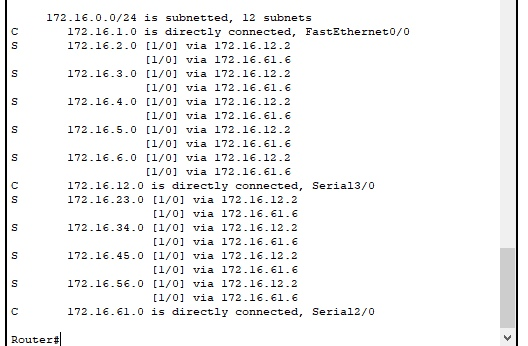 172.16.0.0/24 is subnetted, 12 subnets
C 172.16.1.0 is directly connected, FastEthernet0/0
S 172.16.2.0 [1/0] via 172.16.12.2
[1/0] via 172.16.61.6
S 172.16.3.0 [1/0] via 172.16.12.2
[1/0] via 172.16.61.6
S 172.16.4.0 [1/0] via 172.16.12.2
[1/0] via 172.16.61.6
S 172.16.5.0 [1/0] via 172.16.12.2
[1/0] via 172.16.61.6
S 172.16.6.0 [1/0] via 172.16.12.2
[1/0] via 172.16.61.6
C 172.16.12.0 is directly connected, Serial3/0
S 172.16.23.0 [1/0] via 172.16.12.2
[1/0] via 172.16.61.6
S 172.16.34.0 [1/0] via 172.16.12.2
[1/0] via 172.16.61.6
S 172.16.45.0 [1/0] via 172.16.12.2
[1/0] via 172.16.61.6
S 172.16.56.0 [1/0] via 172.16.12.2
[1/0] via 172.16.61.6
C 172.16.61.0 is directly connected, Serial2/0
Router#